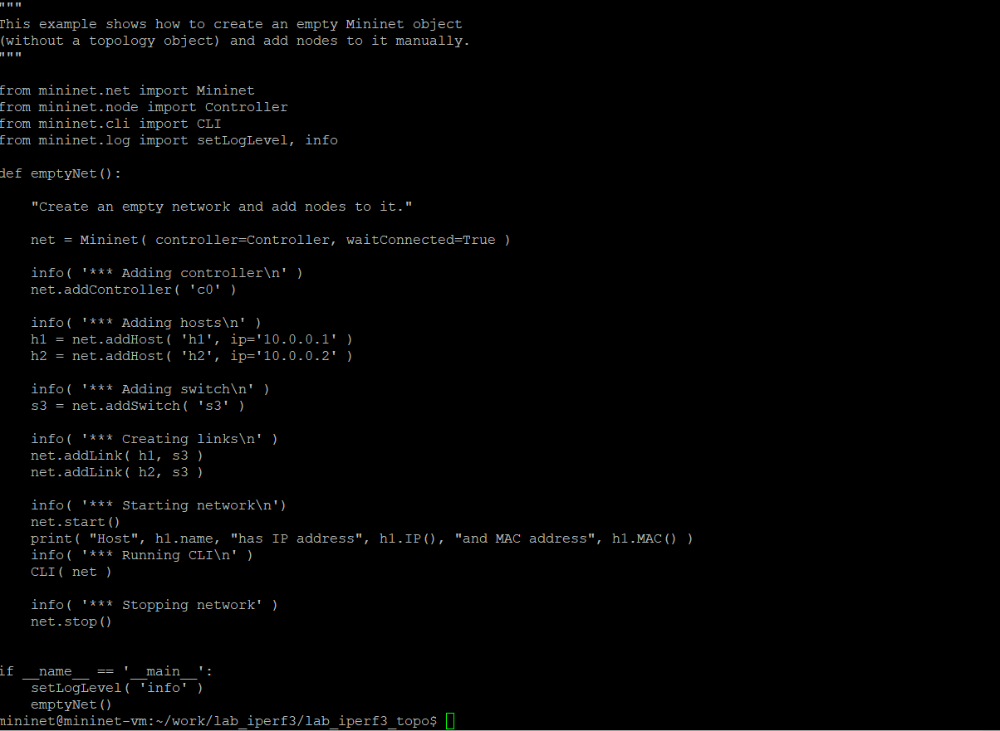 """
This example shows how to create an empty Mininet object
(without a topology object) and add nodes to it manually.
"""
from mininet.net import Mininet
from mininet.node import Controller
from mininet.cli import CLI
from mininet.log import setLogLevel, info
def emptyNet():
"Create an empty network and add nodes to it."
net = Mininet( controller=Controller, waitConnected=True )
info( '*** Adding controller\n' )
net.addController( 'c0' )
info( '*** Adding hosts\n' )
h1 = net.addHost( 'h1', ip='10.0.0.1' )
h2 = net.addHost( 'h2', ip='10.0.0.2' )
info( '*** Adding switch\n' )
s3 = net.addSwitch( 's3' )
info( '*** Creating links\n' )
net.addLink( h1, s3 )
net.addLink( h2, s3 )
info( '*** Starting network\n')
net.start()
print( "Host", h1.name, "has IP address", h1.IP(), "and MAC address", h1.MAC() )
info( '*** Running CLI\n' )
CLI( net )
info( '*** Stopping network' )
net.stop()
if __name__ == '__main__':
setLogLevel( 'info' )
emptyNet()
mininet@mininet-vm:~/work/lab_iperf3/lab_iperf3_topo$